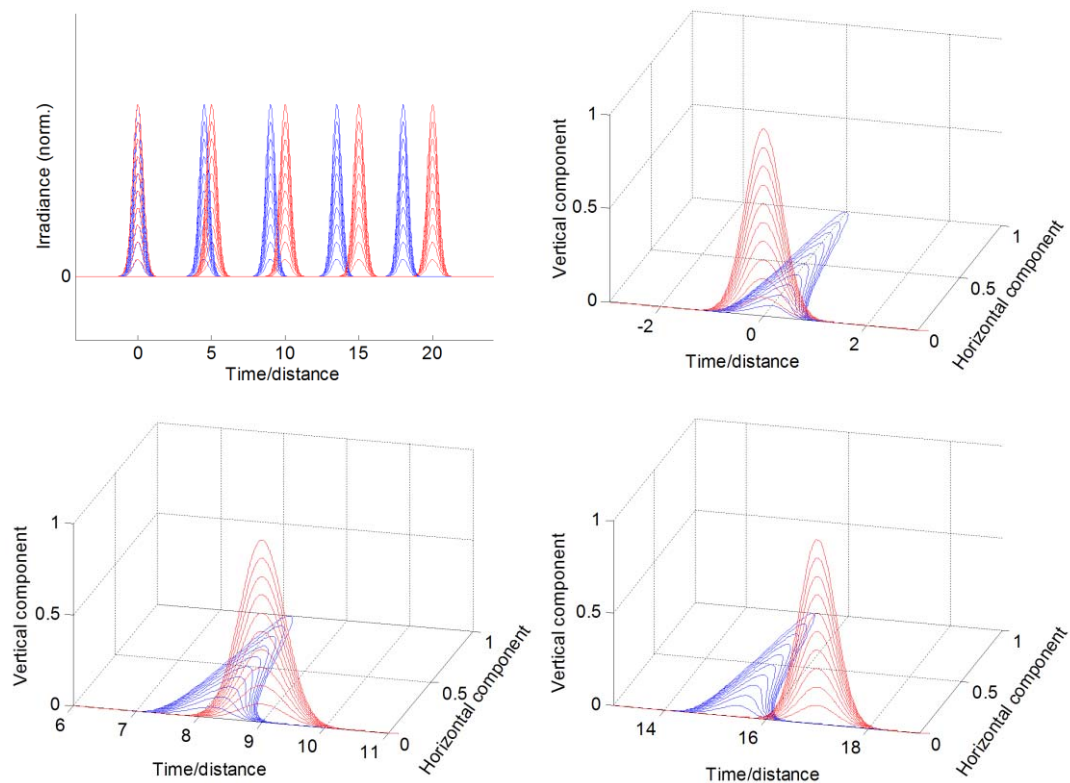 Irradiance (norm.)
0
0 5 10 15 20
Time/distance
Vertical component
1
0.5
0
-2 0 2
Time/distance
0 0.5 1
Horizontal component
Vertical component
1
0.5
0
6 7 8 9 10 11
Time/distance
0 0.5 1
Horizontal component
Vertical component
1
0.5
0
14 16 18
Time/distance
0 0.5 1
Horizontal component